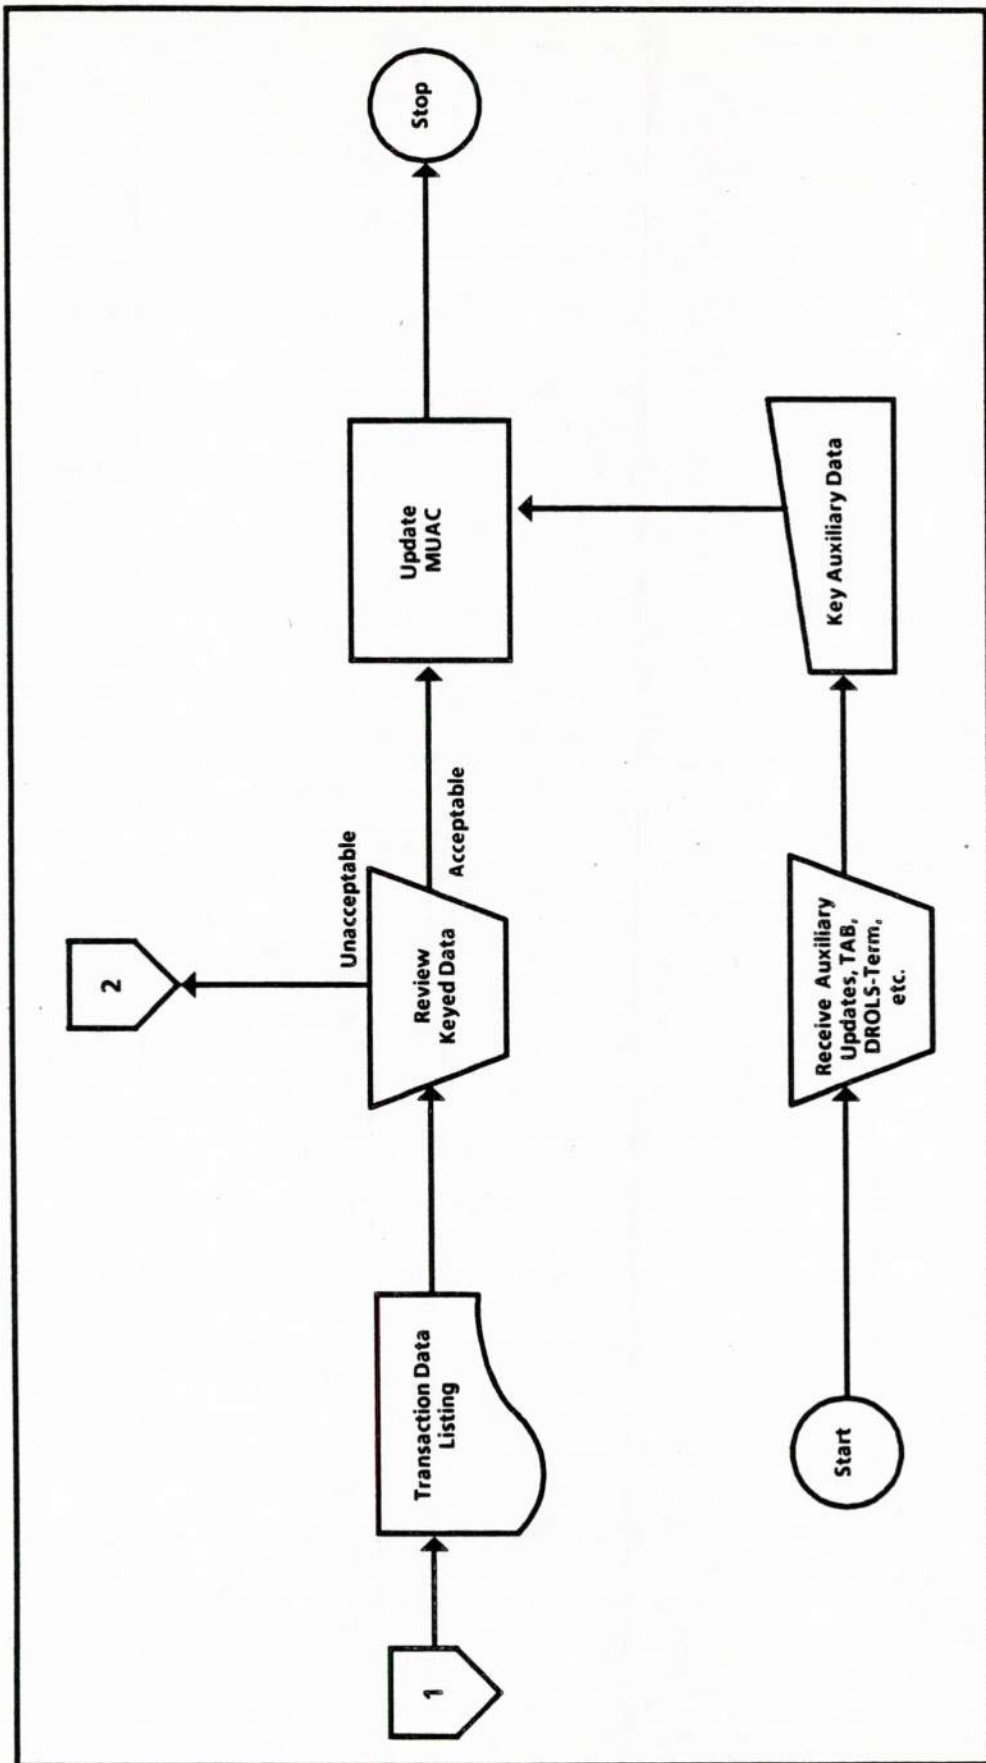 2
Unacceptable
1
Transaction Data
Listing
Review
Keyed Data
Acceptable
Update
MUAC
Stop
Start
Receive Auxiliary
Updates, TAB,
DROLS-Term,
etc.
Key Auxiliary Data